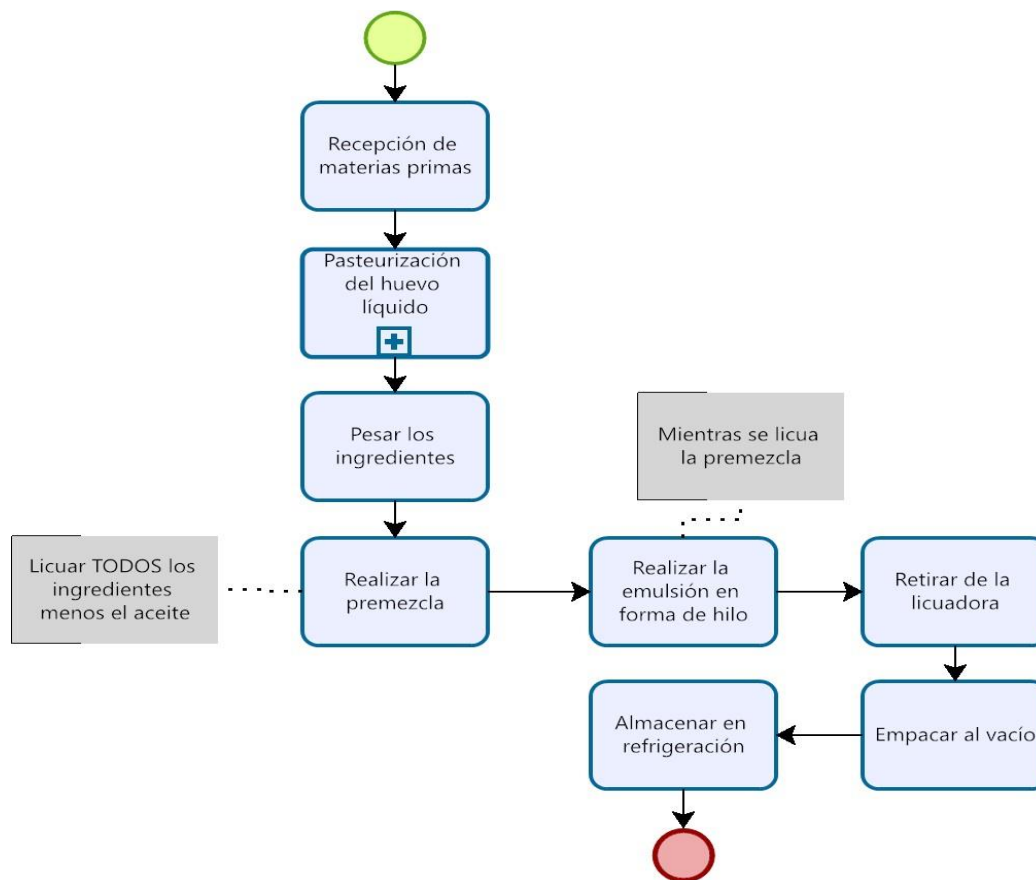 Recepción de
materias primas
Pasteurización
del huevo
líquido
Pesar los
ingredientes
Mientras se licua
la premezcla
Licuar TODOS los
ingredientes
menos el aceite
Realizar la
premezcla
Realizar la
emulsión en
forma de hilo
Retirar de la
licuadora
Empacar al vacío
Almacenar en
refrigeración